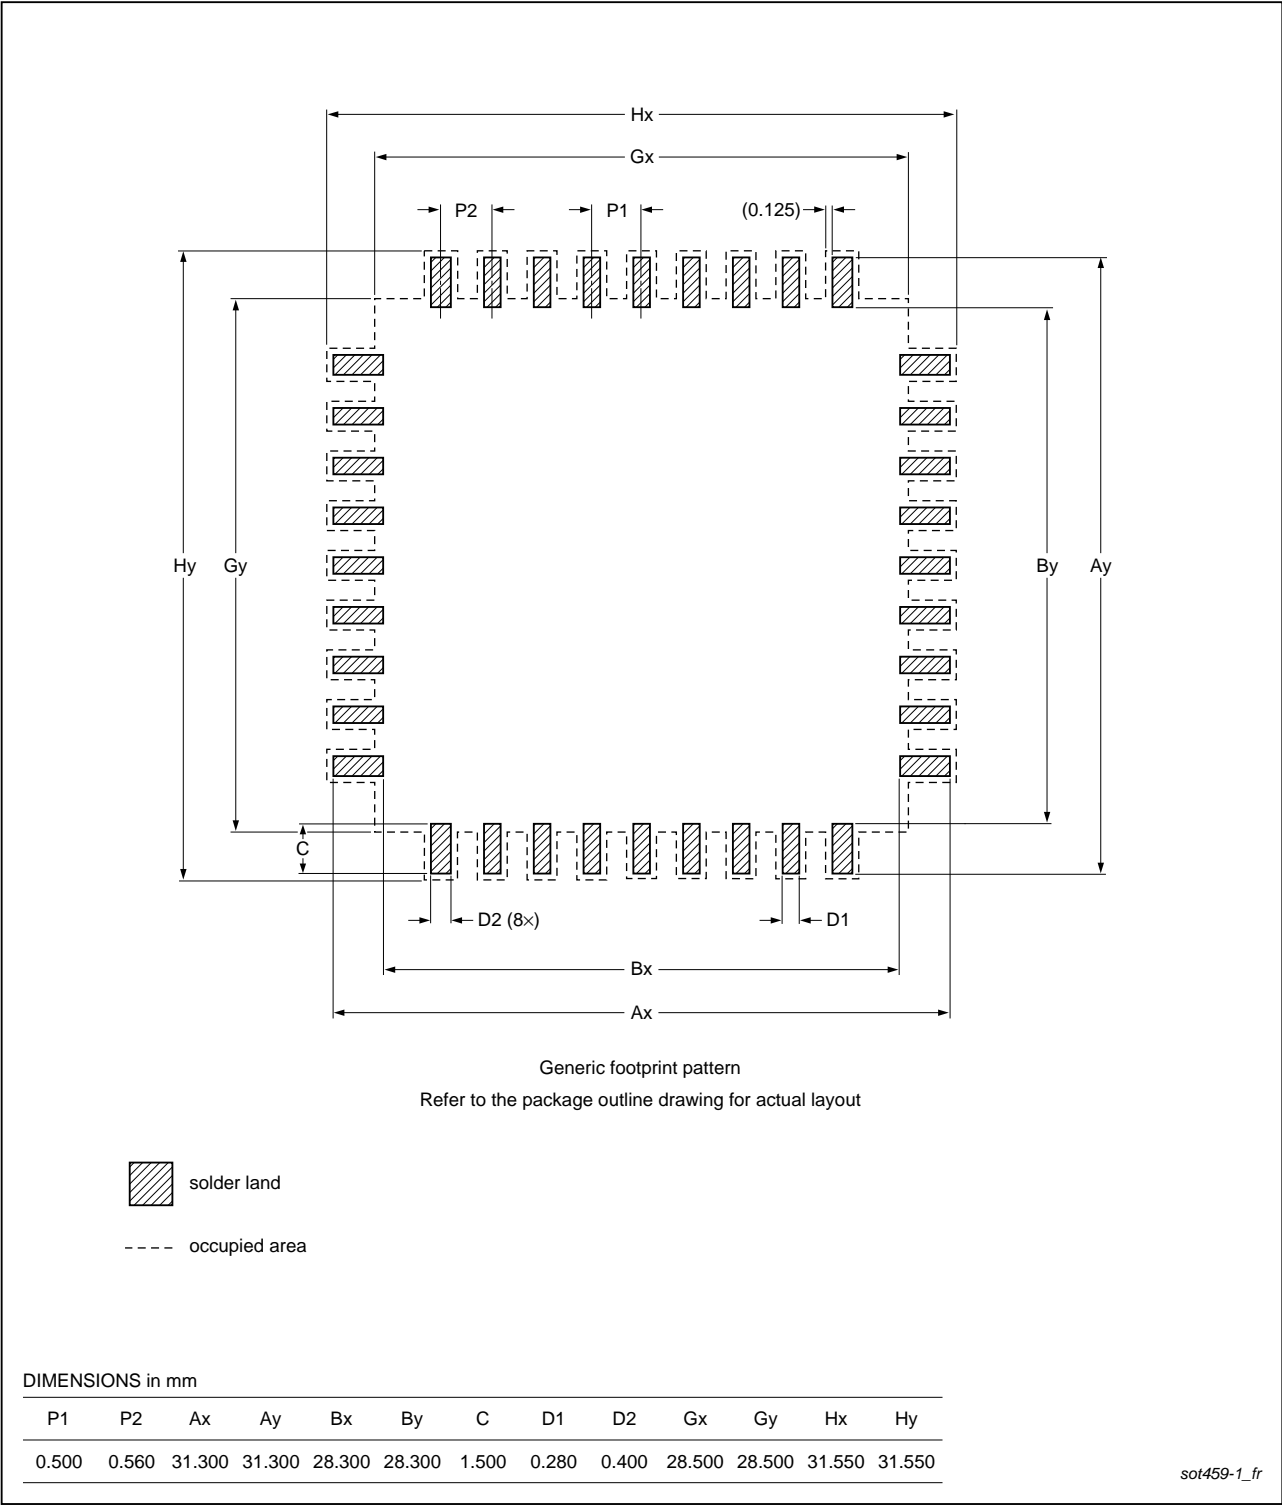 Hx
Gx
P2
P1
(0.125)
Hy
Gy
By
Ay
C
D2 (8×)
D1
Bx
Ax
Generic footprint pattern
Refer to the package outline drawing for actual layout
solder land
occupied area
DIMENSIONS in mm
P1 P2 Ax Ay Bx By C D1 D2 Gx Gy Hx Hy
0.500 0.560 31.300 31.300 28.300 28.300 1.500 0.280 0.400 28.500 28.500 31.550 31.550
sot459-1_fr